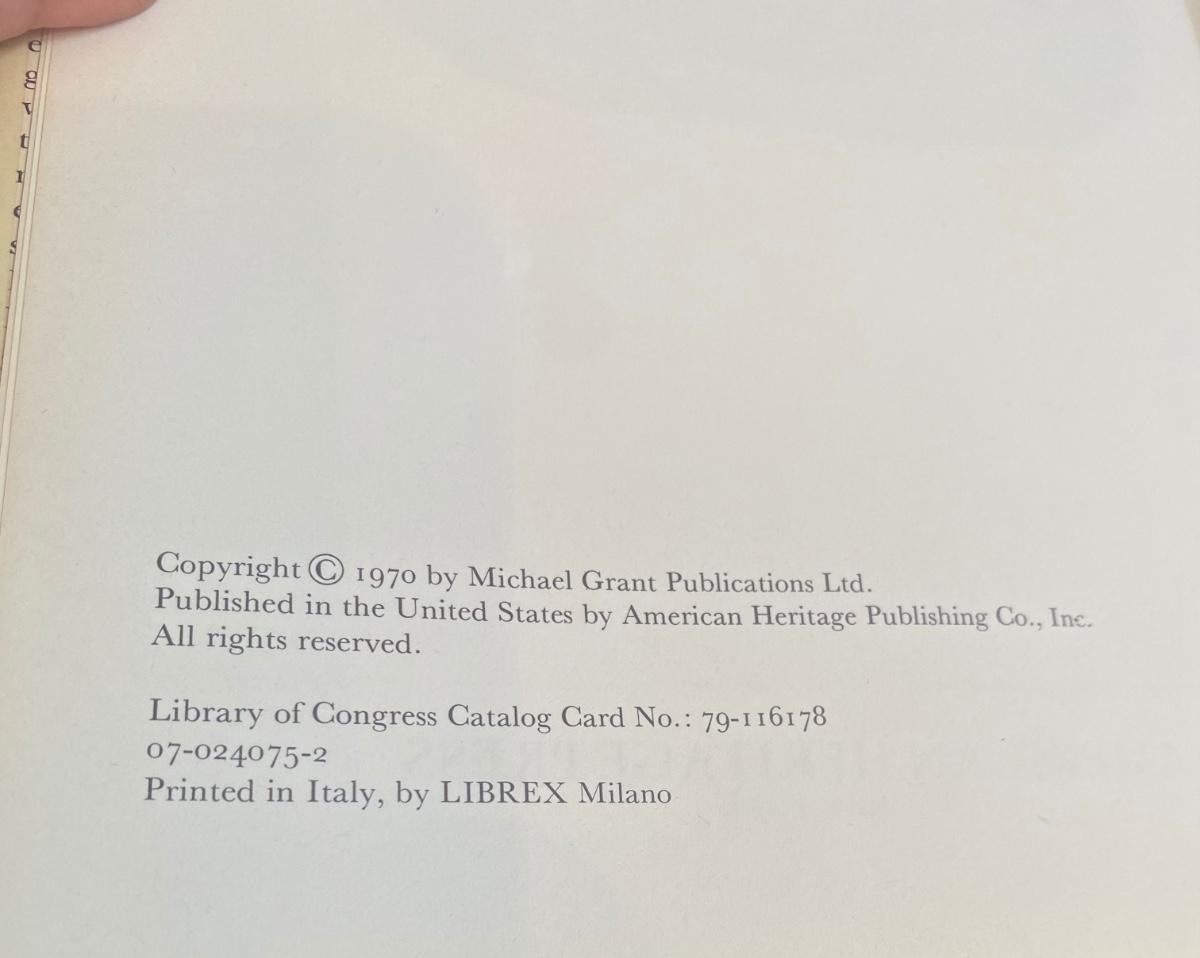 Copyright © 1970 by Michael Grant Publications Ltd.
Published in the United States by American Heritage Publishing Co., Inc.
All rights reserved.
Library of Congress Catalog Card No.: 79-116178
07-024075-2
Printed in Italy, by LIBREX Milano